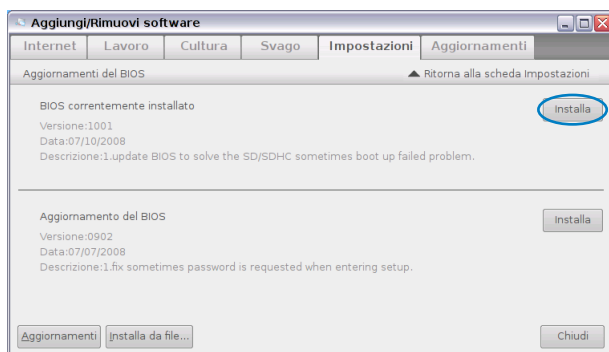 Aggiungi/Rimuovi software
Internet Lavoro Cultura Svago Impostazioni Aggiornamenti
Aggiornamenti del BIOS Ritorna alla scheda Impostazioni
BIOS correntemente installato Installa
Versione:1001
Data:07/10/2008
Descrizione:1.update BIOS to solve the SD/SDHC sometimes boot up failed problem.
Aggiornamento del BIOS Installa
Versione:0902
Data:07/07/2008
Descrizione:1.fix sometimes password is requested when entering setup.
Aggiornamenti Installa da file... Chiudi